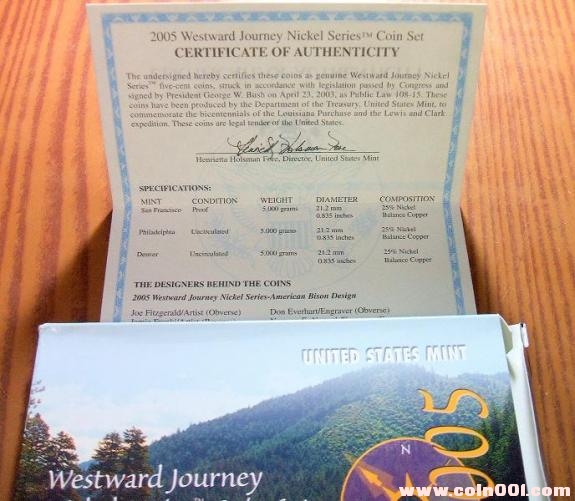 2005 Westward Journey Nickel Series™ Coin Set
CERTIFICATE OF AUTHENTICITY
The undersigned hereby certifies these coins as genuine Westward Journey Nickel
Series™ five-cent coins, struck in accordance with legislation passed by Congress and
signed by President George W. Bush on April 23, 2003, as Public Law 108-15. These
coins have been produced by the Department of the Treasury, United States Mint, to
commemorate the bicentennials of the Louisiana Purchase and the Lewis and Clark
expedition. These coins are legal tender of the United States.
Henrietta Holsman Fore, Director, United States Mint
SPECIFICATIONS:
MINT CONDITION WEIGHT DIAMETER COMPOSITION
San Francisco Proof 5.000 grams 21.2 mm 25% Nickel
0.835 inches Balance Copper
Philadelphia Uncirculated 5.000 grams 21.2 mm 25% Nickel
0.835 inches Balance Copper
Denver Uncirculated 5.000 grams 21.2 mm 25% Nickel
0.835 inches Balance Copper
THE DESIGNERS BEHIND THE COINS
2005 Westward Journey Nickel Series-American Bison Design
Joe Fitzgerald/Artist (Obverse) Don Everhart/Engraver (Obverse)
UNITED STATES MINT
005
N
Westward Journey
www.coin001.com